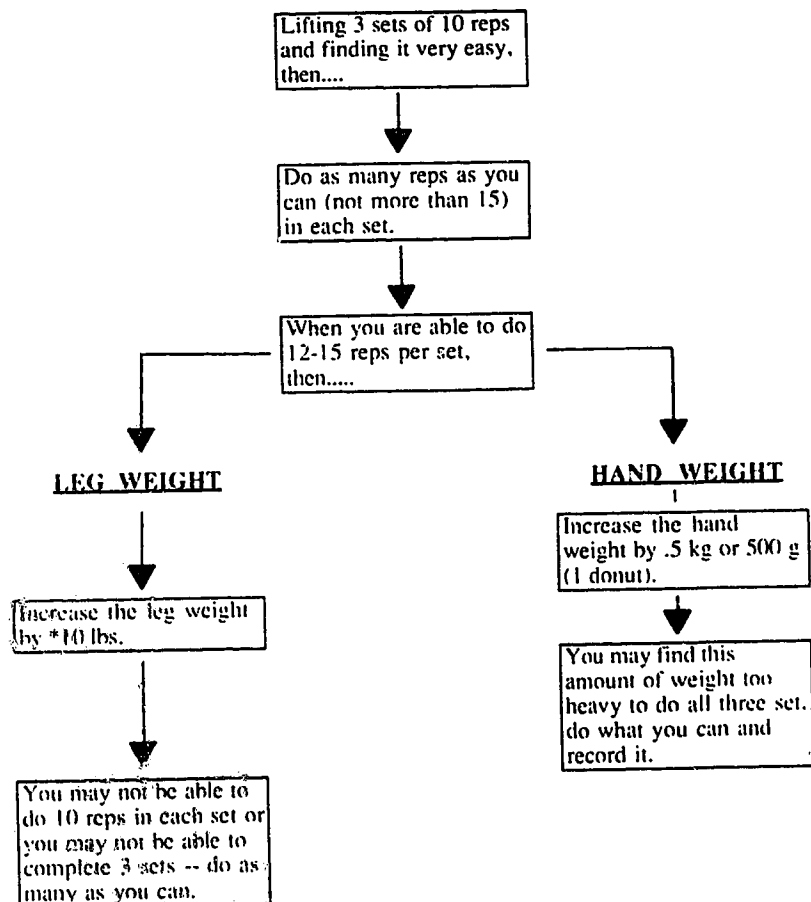 Lifting 3 sets of 10 reps
and finding it very easy,
then....
Do as many reps as you
can (not more than 15)
in each set.
When you are able to do
12-15 reps per set,
then.....
LEG WEIGHT
Increase the leg weight
by *10 lbs.
You may not be able to
do 10 reps in each set or
you may not be able to
complete 3 sets -- do as
many as you can.
HAND WEIGHT
Increase the hand
weight by .5 kg or 500 g
(1 donut).
You may find this
amount of weight too
heavy to do all three set.
do what you can and
record it.